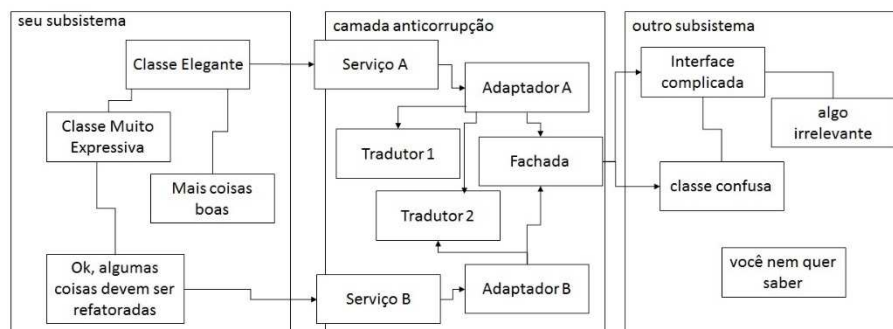 seu subsistema
Classe Elegante
Classe Muito
Expressiva
Mais coisas
boas
Ok, algumas
coisas devem ser
refatoradas
camada anticorrupção
Serviço A
Adaptador A
Tradutor 1
Fachada
Tradutor 2
Serviço B
Adaptador B
outro subsistema
Interface
complicada
algo
irrelevante
classe confusa
você nem quer
saber